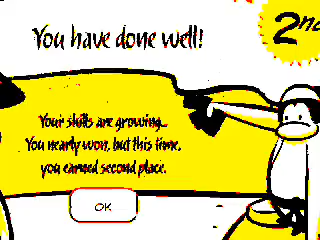 2nd
You have done well!
Your skills are growing...
You nearly won, but this time,
you earned second place.
OK